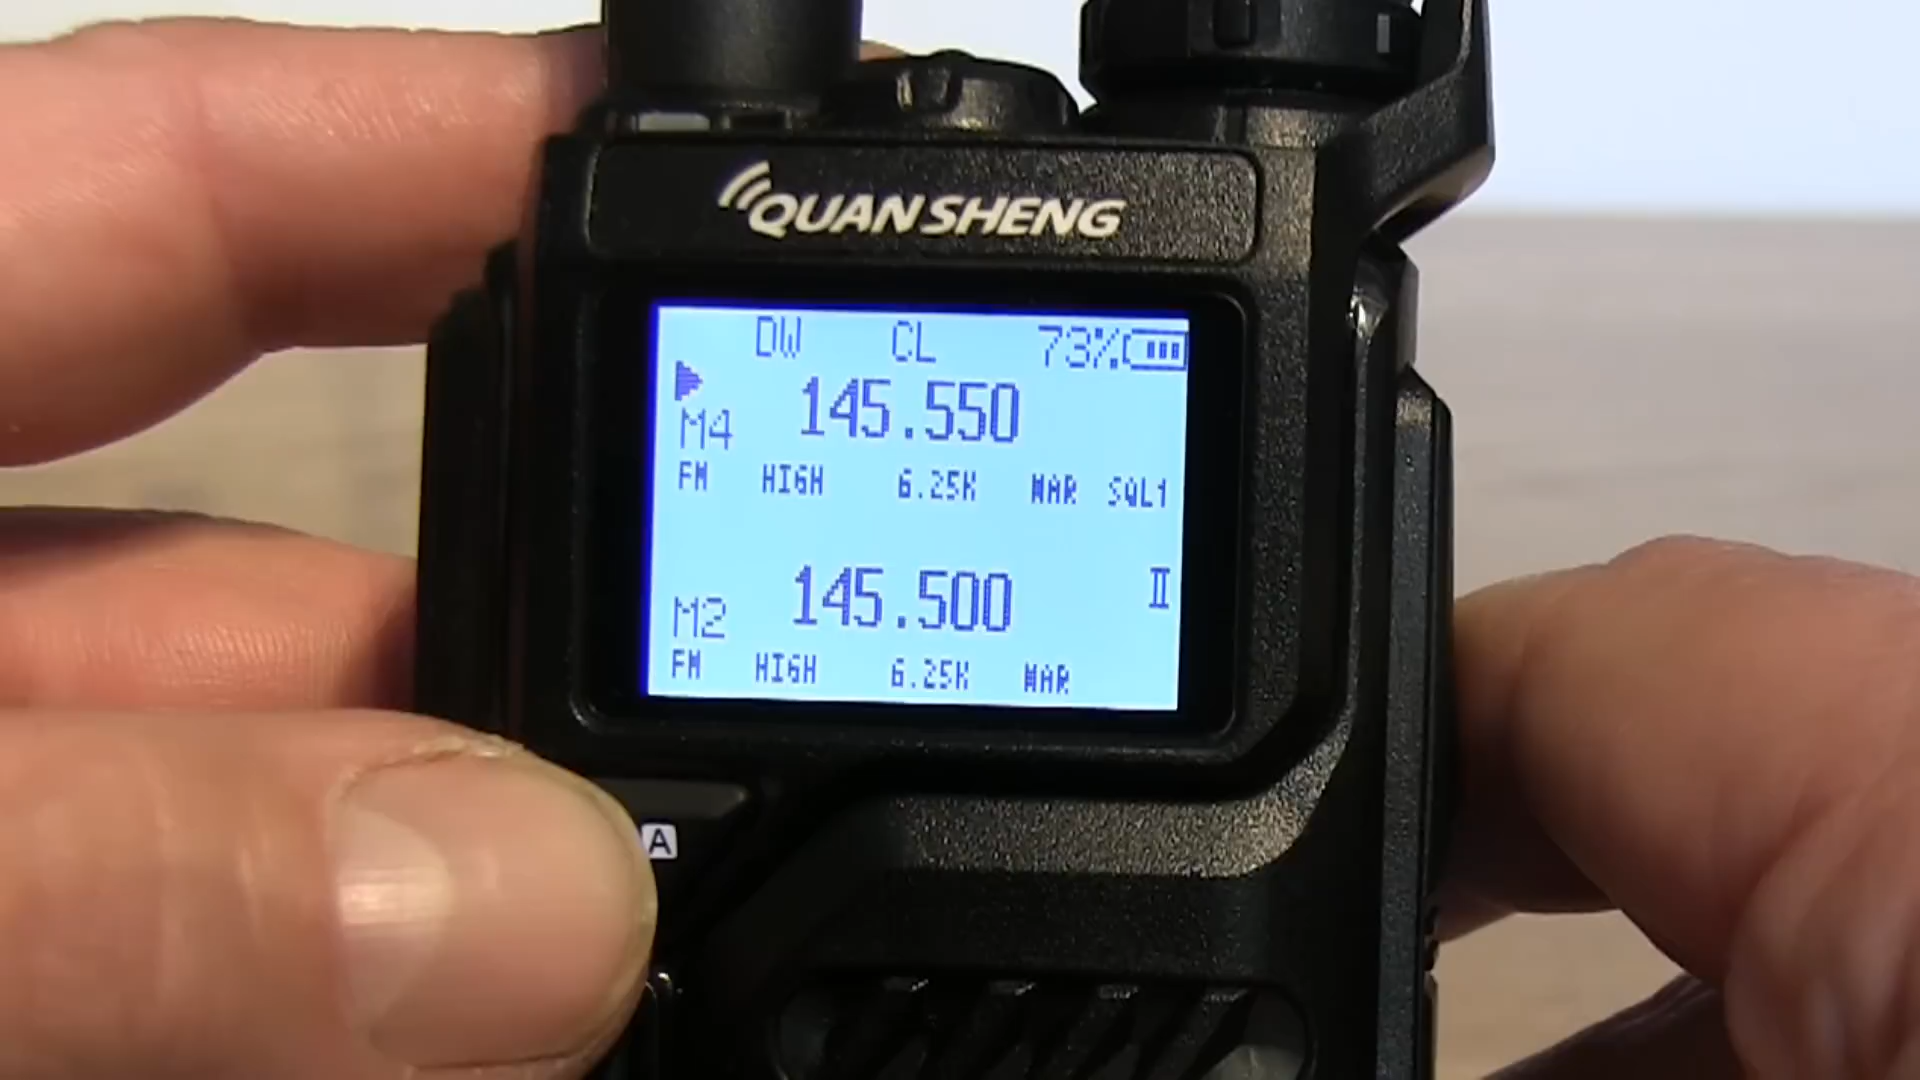 QUANSHENG
DW CL 73%
M4 145.550
FM HIGH 6.25K NAR SQL1
M2 145.500 II
FM HIGH 6.25K NAR
A